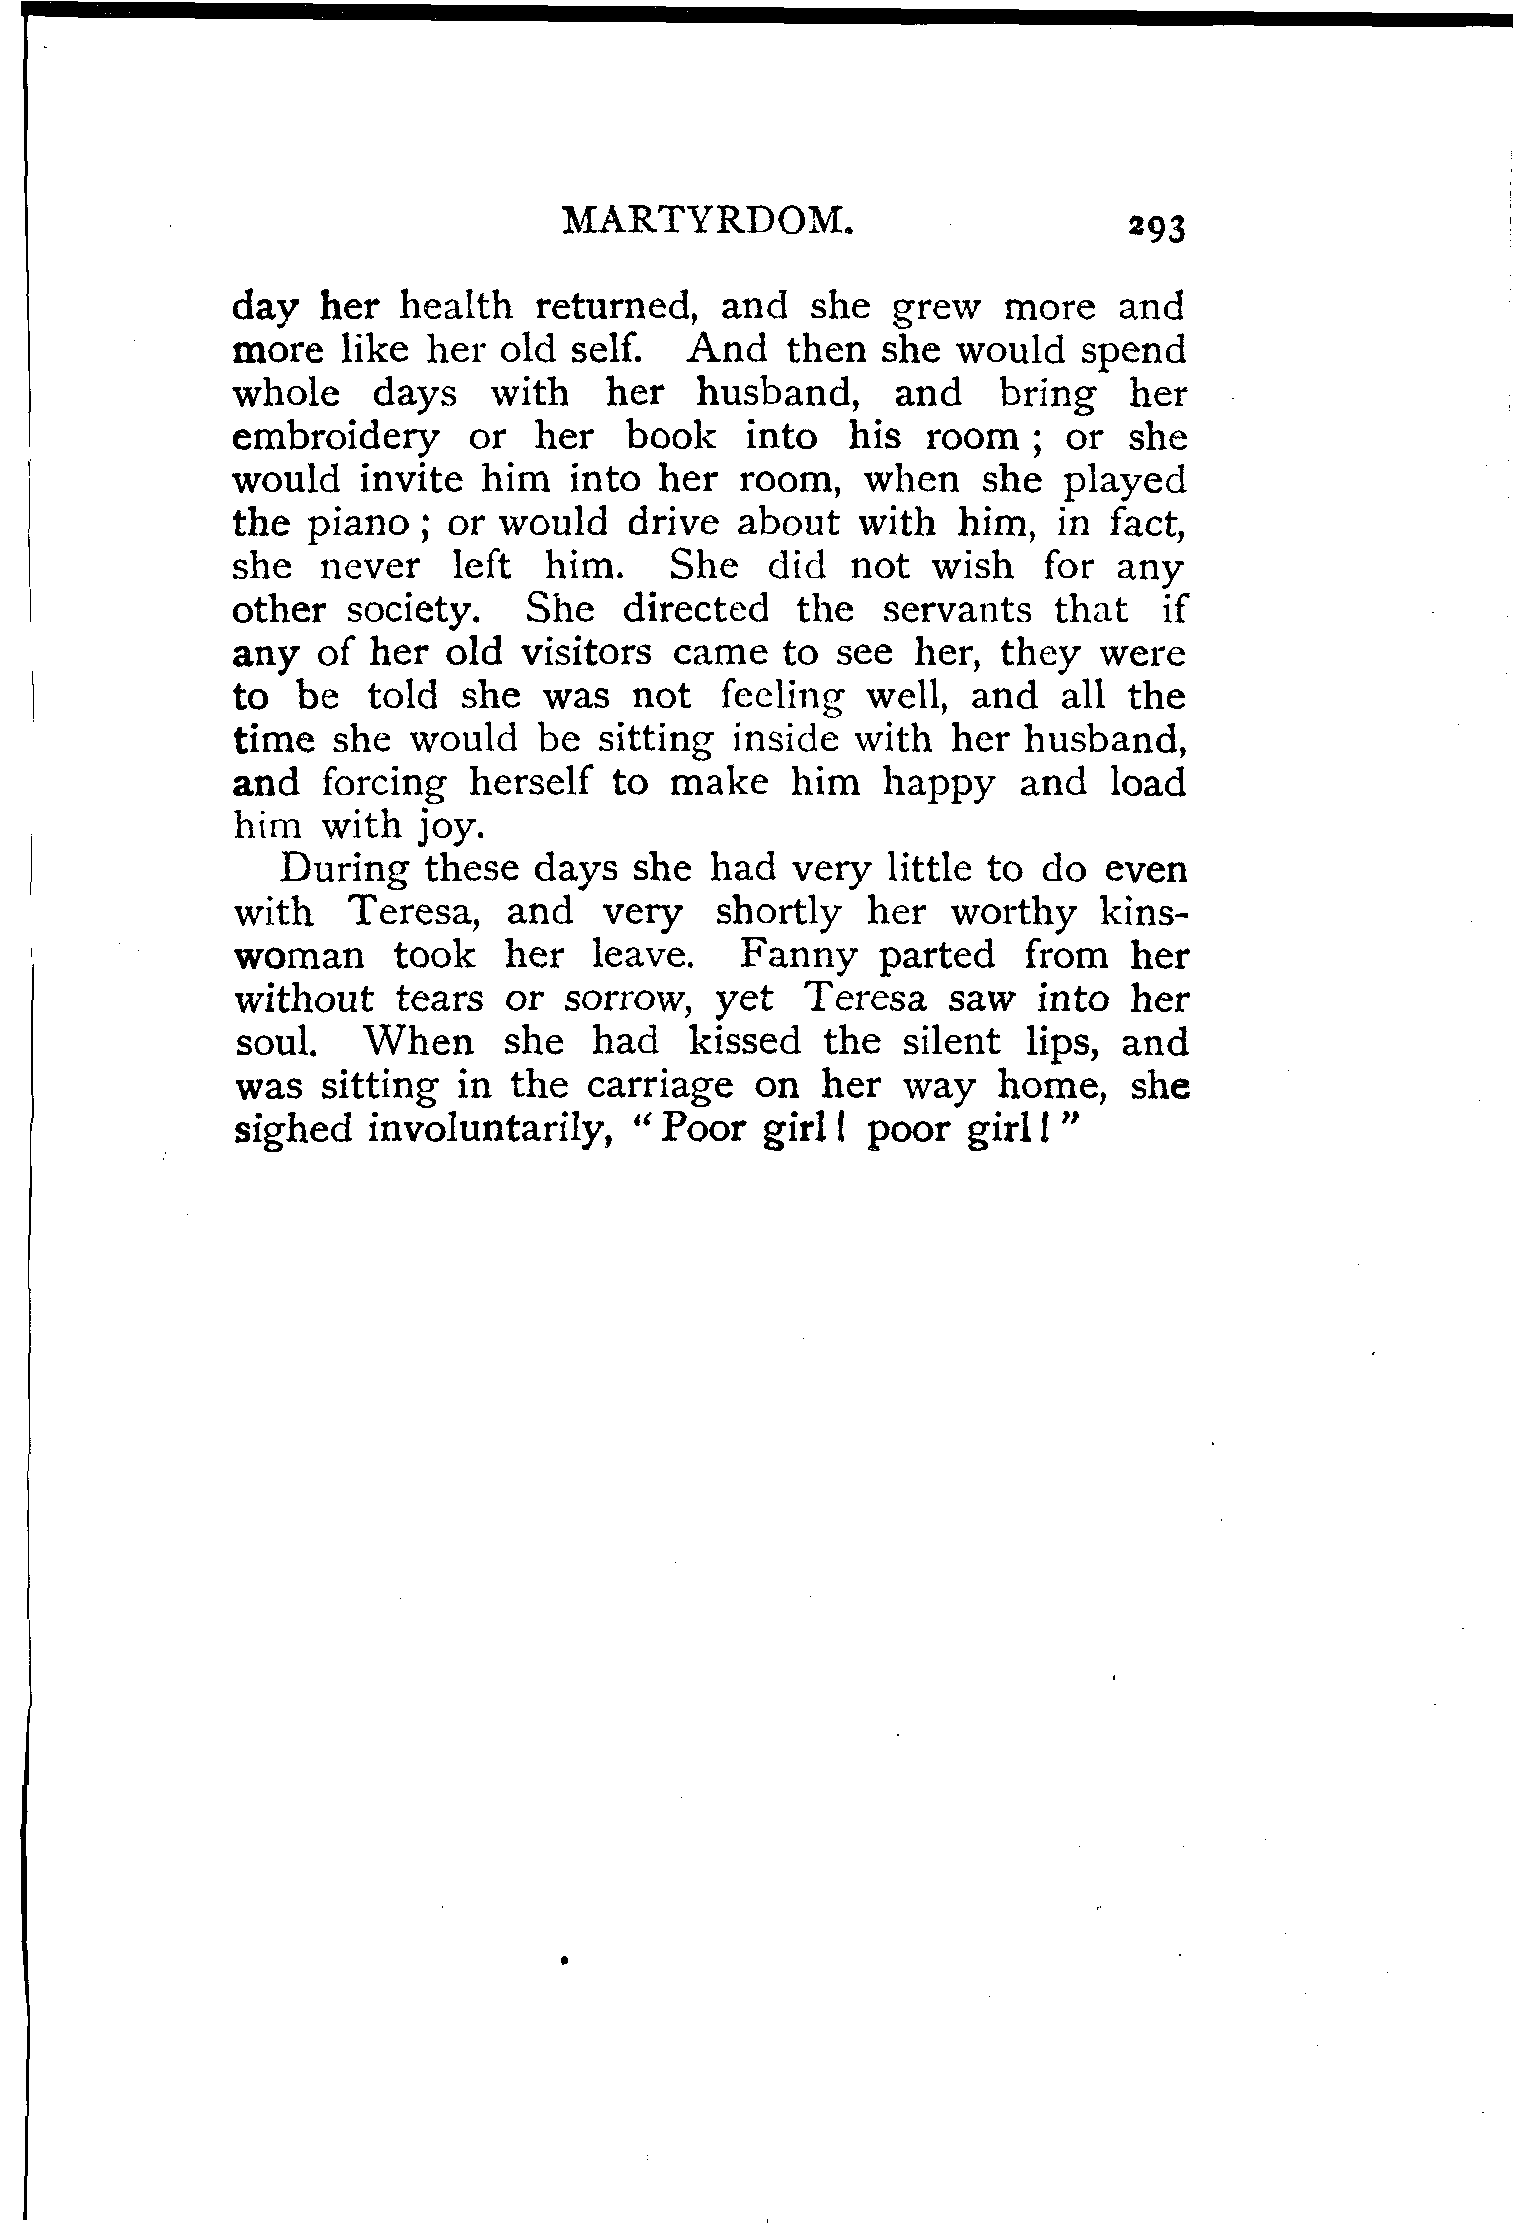 MARTYRDOM. 293
day her health returned, and she grew more and
more like her old self. And then she would spend
whole days with her husband, and bring her
embroidery or her book into his room ; or she
would invite him into her room, when she played
the piano ; or would drive about with him, in fact,
she never left him. She did not wish for any
other society. She directed the servants that if
any of her old visitors came to see her, they were
to be told she was not feeling well, and all the
time she would be sitting inside with her husband,
and forcing herself to make him happy and load
him with joy.
During these days she had very little to do even
with Teresa, and very shortly her worthy kins-
woman took her leave. Fanny parted from her
without tears or sorrow, yet Teresa saw into her
soul. When she had kissed the silent lips, and
was sitting in the carriage on her way home, she
sighed involuntarily, “ Poor girl ! poor girl ! ”